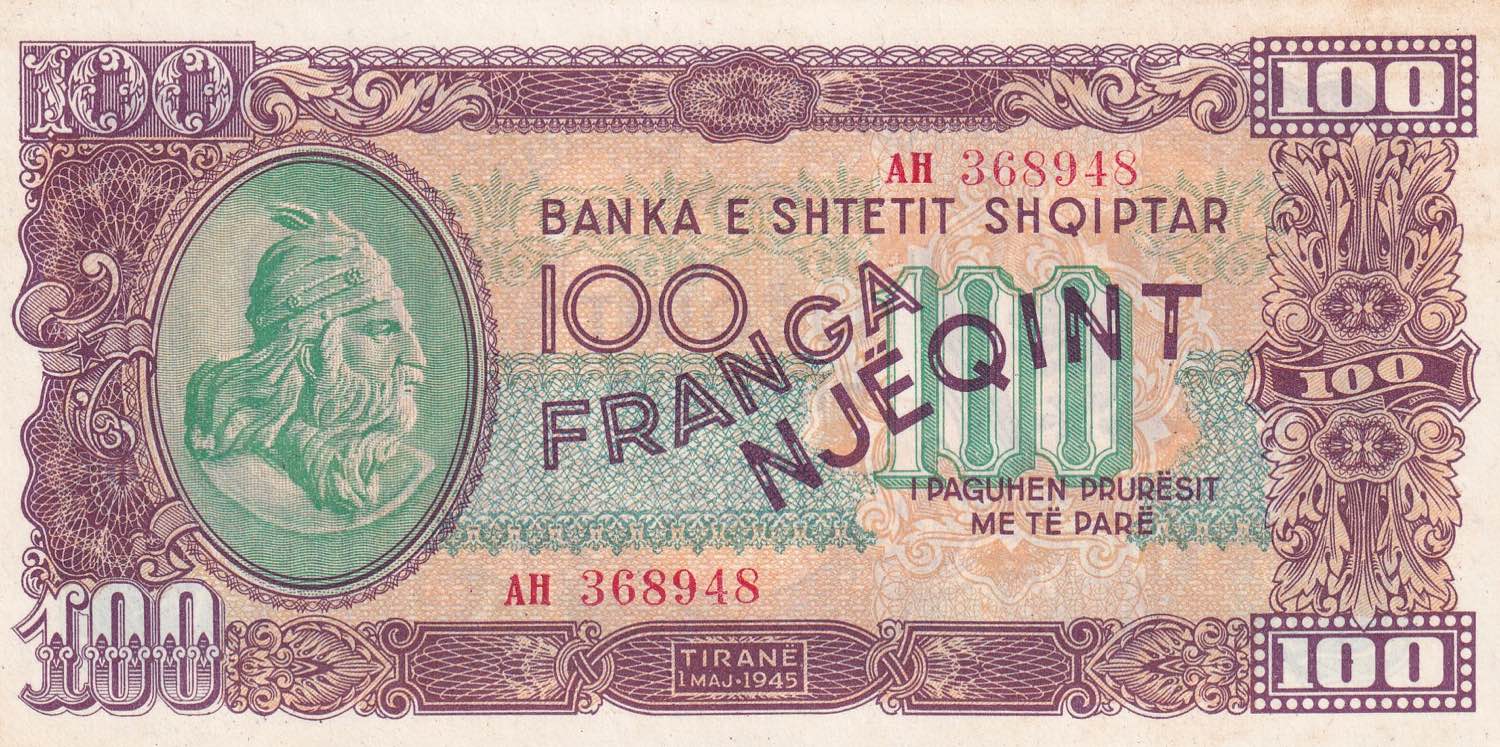 100
100
AH 368948
BANKA E SHTETIT SHQIPTAR
100
100
FRANGA
NJËQINT
100
I PAGUHEN PRURËSIT
ME TË PARË
AH 368948
100
TIRANË
1 MAJ·1945
100